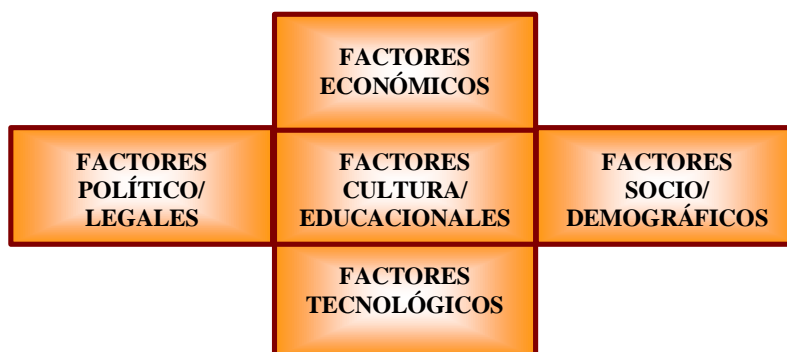 FACTORES
ECONÓMICOS
FACTORES
POLÍTICO/
LEGALES
FACTORES
CULTURA/
EDUCACIONALES
FACTORES
SOCIO/
DEMOGRÁFICOS
FACTORES
TECNOLÓGICOS